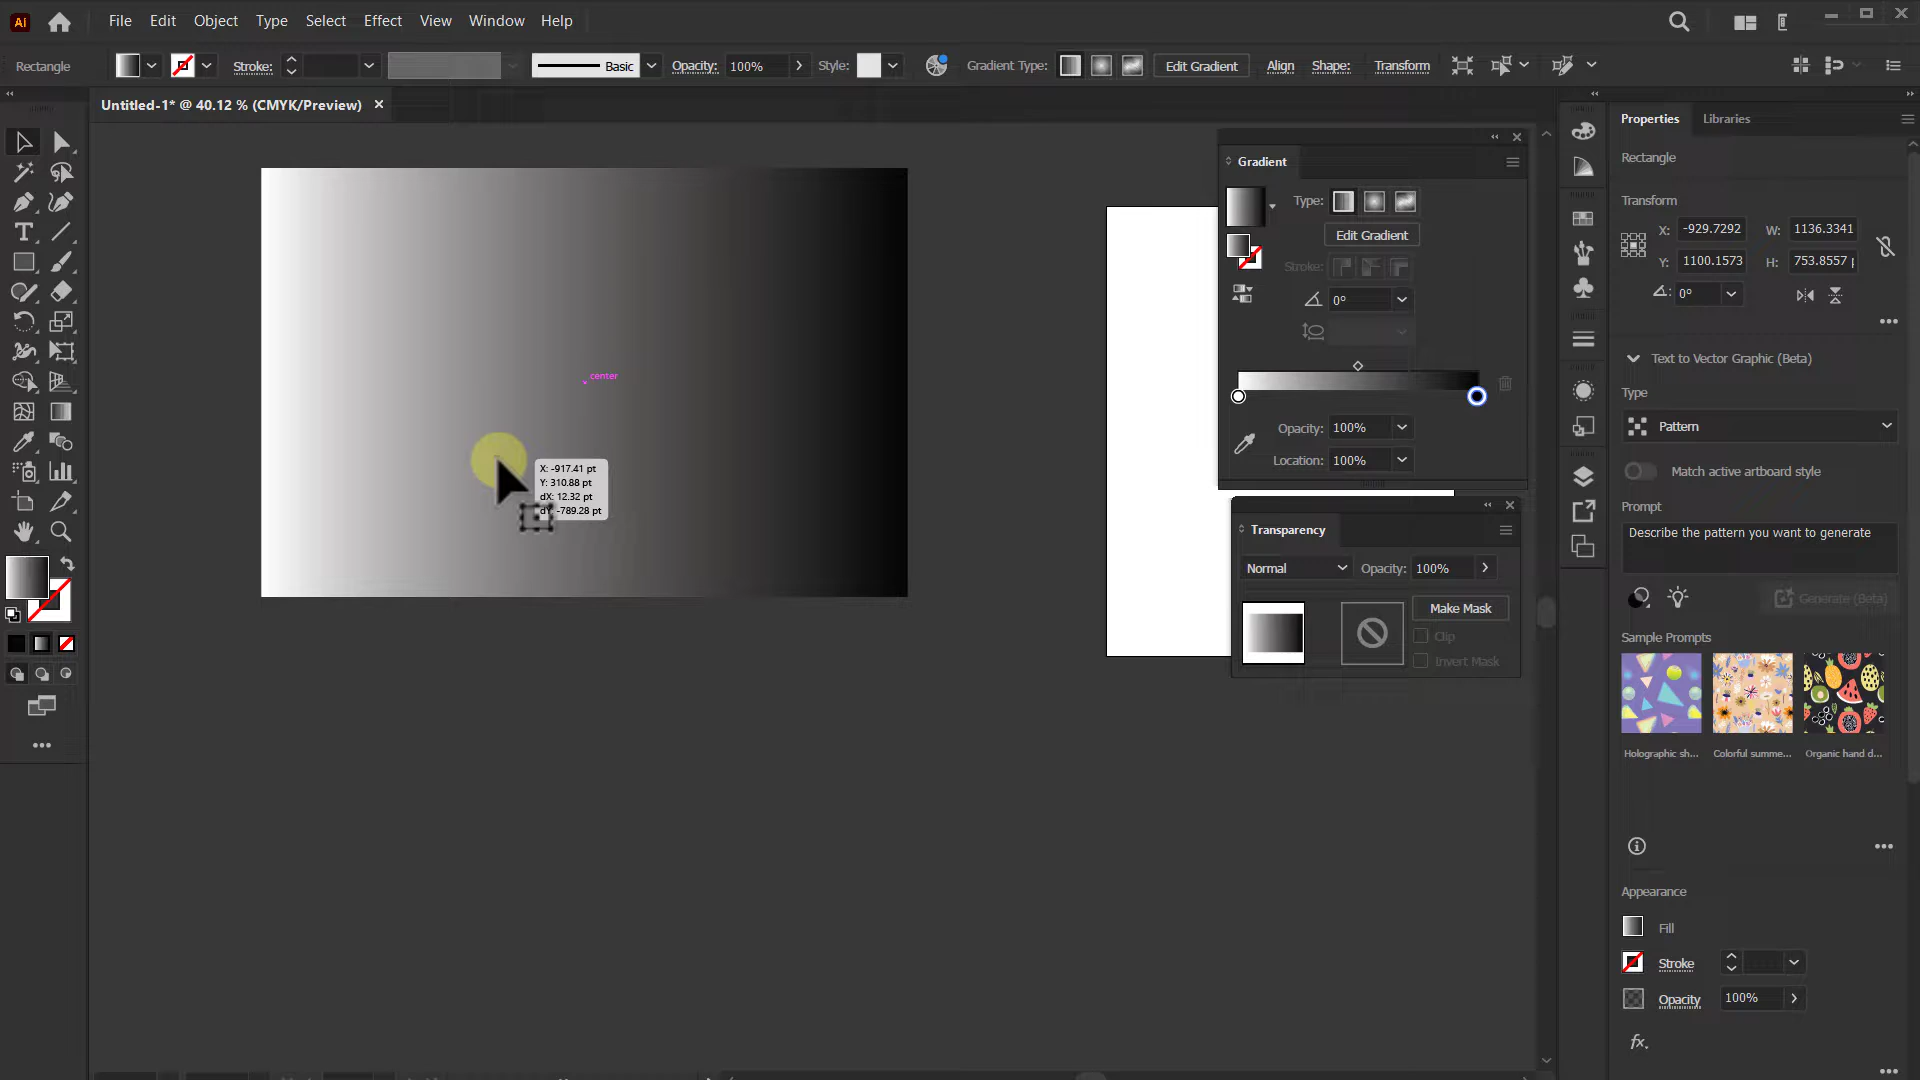 Ai File Edit Object Type Select Effect View Window Help
Rectangle Stroke: Basic Opacity: 100% Style: Gradient Type: Edit Gradient Align Shape: Transform
Untitled-1* @ 40.12 % (CMYK/Preview)
center
X: -917.41 pt
Y: 310.88 pt
dX: 12.32 pt
dY: -789.28 pt
Gradient
Type:
Edit Gradient
Stroke:
0°
Opacity: 100%
Location: 100%
Transparency
Normal Opacity: 100%
Make Mask
Clip
Invert Mask
Properties Libraries
Rectangle
Transform
X: -929.7292 W: 1136.3341
Y: 1100.1573 H: 753.8557 p
0°
Text to Vector Graphic (Beta)
Type
Pattern
Match active artboard style
Prompt
Describe the pattern you want to generate
Generate (Beta)
Sample Prompts
Holographic sh... Colorful summe... Organic hand d...
Appearance
Fill
Stroke
Opacity 100%
fx.